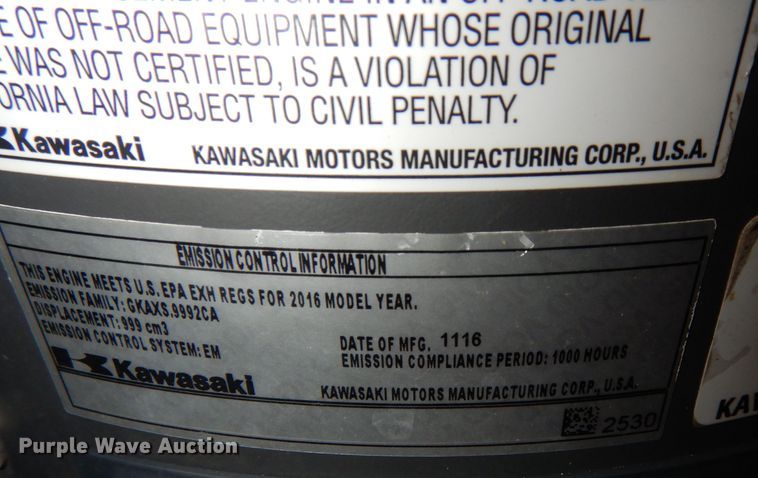 E OF OFF-ROAD EQUIPMENT WHOSE ORIGINAL
E WAS NOT CERTIFIED, IS A VIOLATION OF
ORNIA LAW SUBJECT TO CIVIL PENALTY.
Kawasaki KAWASAKI MOTORS MANUFACTURING CORP., U.S.A.
EMISSION CONTROL INFORMATION
THIS ENGINE MEETS U.S. EPA EXH REGS FOR 2016 MODEL YEAR.
EMISSION FAMILY: GKAXS.9992CA
DISPLACEMENT: 999 cm3
EMISSION CONTROL SYSTEM: EM
DATE OF MFG. 1116
EMISSION COMPLIANCE PERIOD: 1000 HOURS
Kawasaki KAWASAKI MOTORS MANUFACTURING CORP., U.S.A.
2530
KA
Purple Wave Auction